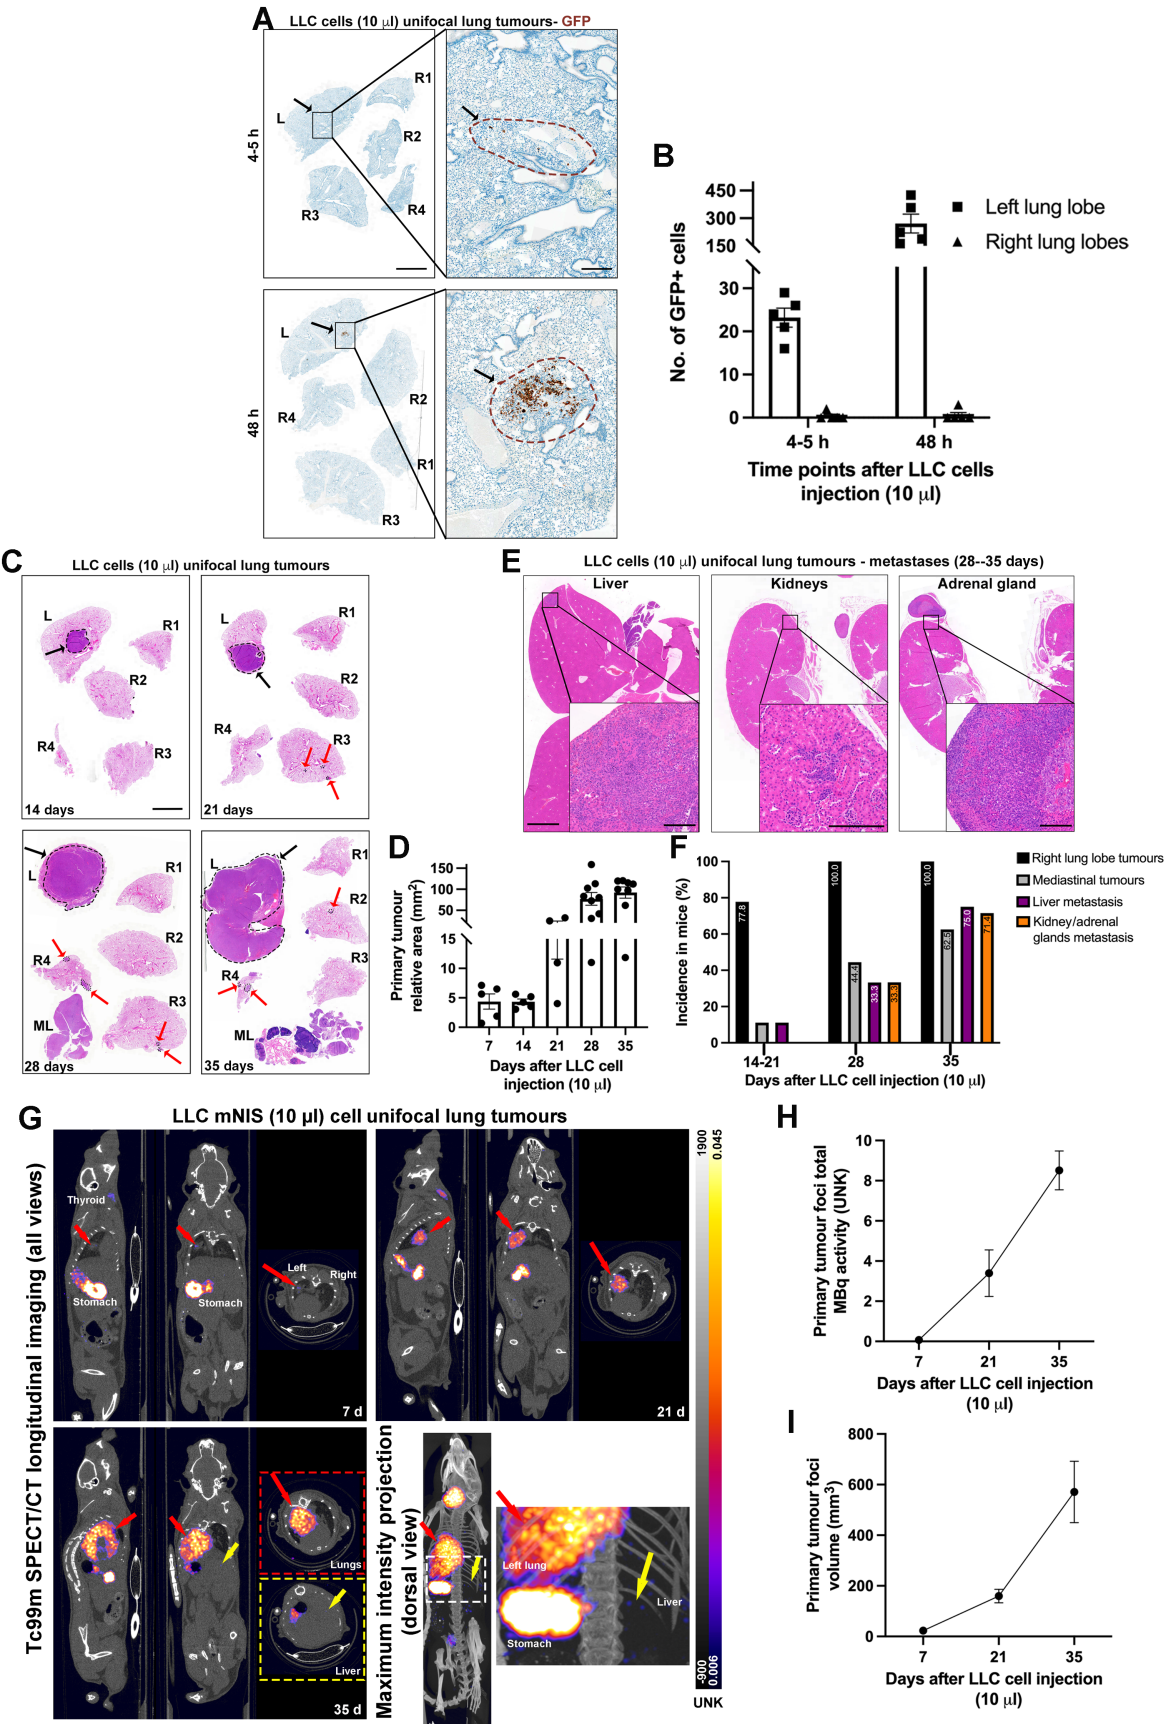 A LLC cells (10 µl) unifocal lung tumours- GFP
4-5 h
L
R1
R2
R3
R4
48 h
L
R2
R4
R1
R3
B
No. of GFP+ cells
450
300
150
30
20
10
0
Left lung lobe
Right lung lobes
4-5 h
48 h
Time points after LLC cells
injection (10 µl)
C
LLC cells (10 µl) unifocal lung tumours
L
R1
R2
R4
R3
14 days
L
R1
R2
R4
R3
21 days
L
R1
R2
R4
R3
ML
28 days
L
R1
R2
R4
R3
ML
35 days
D
Primary tumour
relative area (mm²)
150
100
50
15
10
5
0
7 14 21 28 35
Days after LLC cell
injection (10 µl)
E
LLC cells (10 µl) unifocal lung tumours - metastases (28--35 days)
Liver
Kidneys
Adrenal gland
F
Incidence in mice (%)
100
80
60
40
20
0
77.8
100.0
44.4
33.3
33.3
100.0
62.5
75.0
71.4
14-21 28 35
Days after LLC cell injection (10 µl)
Right lung lobe tumours
Mediastinal tumours
Liver metastasis
Kidney/adrenal
glands metastasis
G
LLC mNIS (10 µl) cell unifocal lung tumours
Tc99m SPECT/CT longitudinal imaging (all views)
Thyroid
Stomach
Stomach
Left
Right
7 d
21 d
Lungs
Liver
35 d
Maximum intensity projection
(dorsal view)
Left lung
Stomach
Liver
1900
0.045
-900
0.006
UNK
H
Primary tumour foci total
MBq activity (UNK)
10
8
6
4
2
0
7 21 35
Days after LLC cell injection
(10 µl)
I
Primary tumour foci
volume (mm³)
800
600
400
200
0
7 21 35
Days after LLC cell injection
(10 µl)